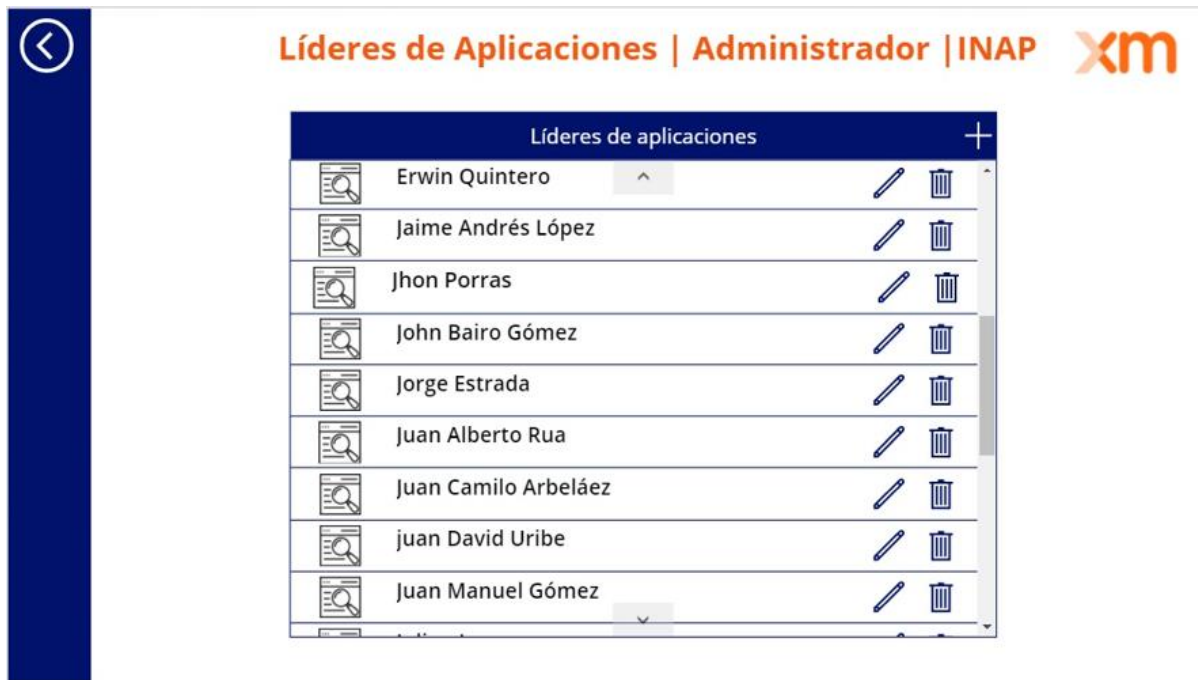 Líderes de Aplicaciones | Administrador |INAP
xm
Líderes de aplicaciones
Erwin Quintero
Jaime Andrés López
Jhon Porras
John Bairo Gómez
Jorge Estrada
Juan Alberto Rua
Juan Camilo Arbeláez
juan David Uribe
Juan Manuel Gómez